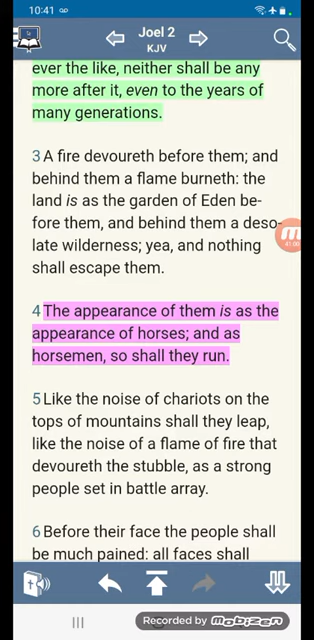 10:41
Joel 2
KJV
ever the like, neither shall be any
more after it, even to the years of
many generations.
3 A fire devoureth before them; and
behind them a flame burneth: the
land is as the garden of Eden be-
fore them, and behind them a deso-
late wilderness; yea, and nothing
shall escape them.
4 The appearance of them is as the
appearance of horses; and as
horsemen, so shall they run.
5 Like the noise of chariots on the
tops of mountains shall they leap,
like the noise of a flame of fire that
devoureth the stubble, as a strong
people set in battle array.
6 Before their face the people shall
be much pained: all faces shall
Recorded by mobizen